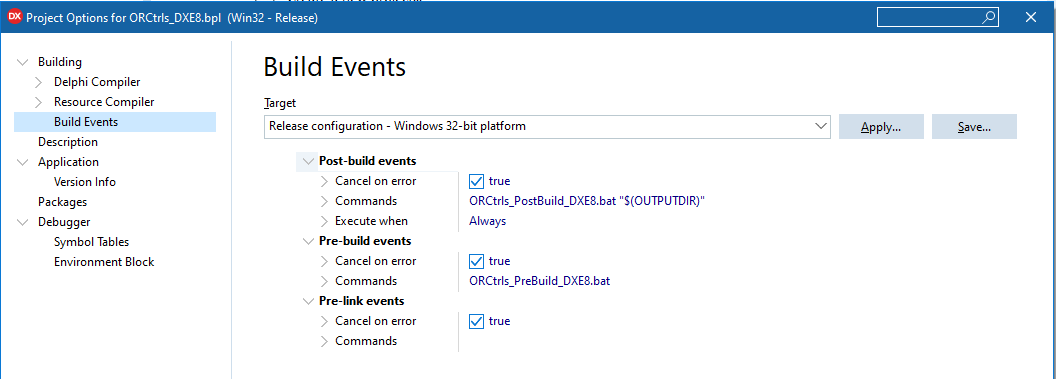 DX Project Options for ORCtrls_DXE8.bpl (Win32 - Release)
Building
Delphi Compiler
Resource Compiler
Build Events
Description
Application
Version Info
Packages
Debugger
Symbol Tables
Environment Block
Build Events
Target
Release configuration - Windows 32-bit platform
Apply...
Save...
Post-build events
Cancel on error true
Commands ORCtrls_PostBuild_DXE8.bat "$(OUTPUTDIR)"
Execute when Always
Pre-build events
Cancel on error true
Commands ORCtrls_PreBuild_DXE8.bat
Pre-link events
Cancel on error true
Commands